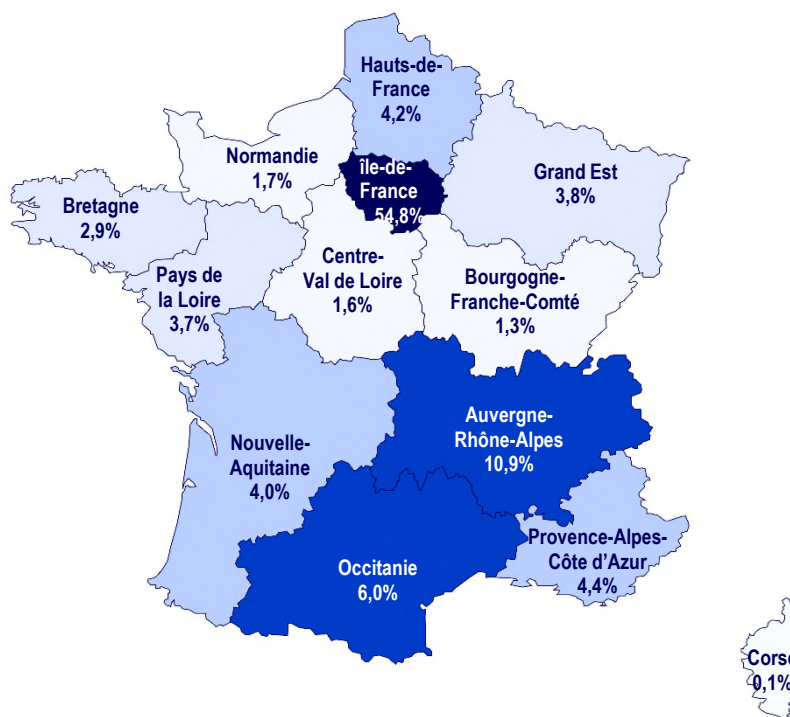 Hauts-de-
France
4,2%
Normandie
1,7%
île-de-
France
54,8%
Grand Est
3,8%
Bretagne
2,9%
Pays de
la Loire
3,7%
Centre-
Val de Loire
1,6%
Bourgogne-
Franche-Comté
1,3%
Auvergne-
Rhône-Alpes
10,9%
Nouvelle-
Aquitaine
4,0%
Occitanie
6,0%
Provence-Alpes-
Côte d'Azur
4,4%
Corse
0,1%